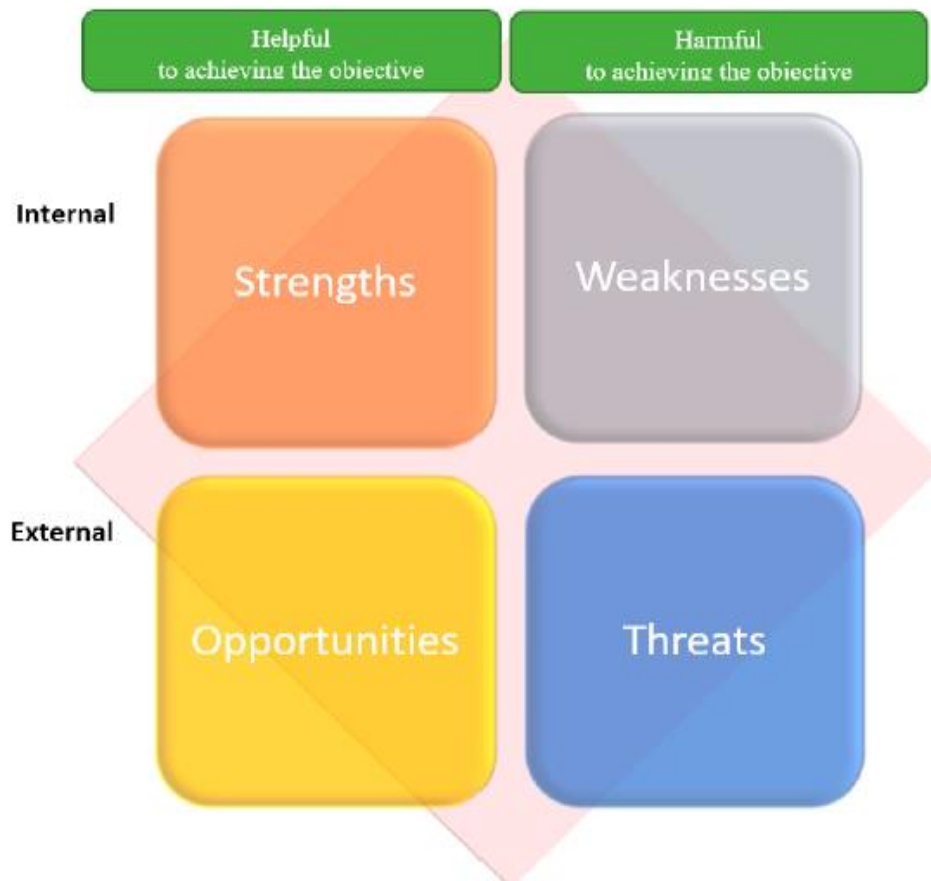 Helpful
to achieving the objective
Harmful
to achieving the objective
Internal
Strengths
Weaknesses
External
Opportunities
Threats